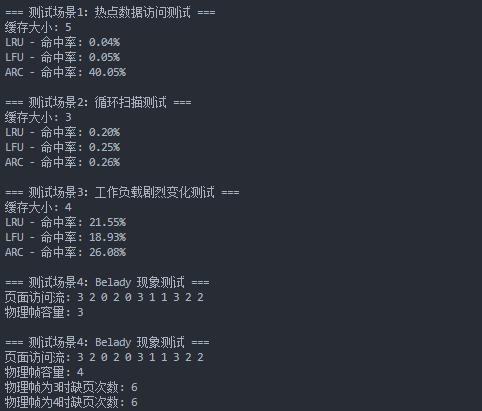 === 测试场景1: 热点数据访问测试 ===
缓存大小: 5
LRU - 命中率: 0.04%
LFU - 命中率: 0.05%
ARC - 命中率: 40.05%
=== 测试场景2: 循环扫描测试 ===
缓存大小: 3
LRU - 命中率: 0.20%
LFU - 命中率: 0.25%
ARC - 命中率: 0.26%
=== 测试场景3: 工作负载剧烈变化测试 ===
缓存大小: 4
LRU - 命中率: 21.55%
LFU - 命中率: 18.93%
ARC - 命中率: 26.08%
=== 测试场景4: Belady 现象测试 ===
页面访问流: 3 2 0 2 0 3 1 1 3 2 2
物理帧容量: 3
=== 测试场景4: Belady 现象测试 ===
页面访问流: 3 2 0 2 0 3 1 1 3 2 2
物理帧容量: 4
物理帧为3时缺页次数: 6
物理帧为4时缺页次数: 6